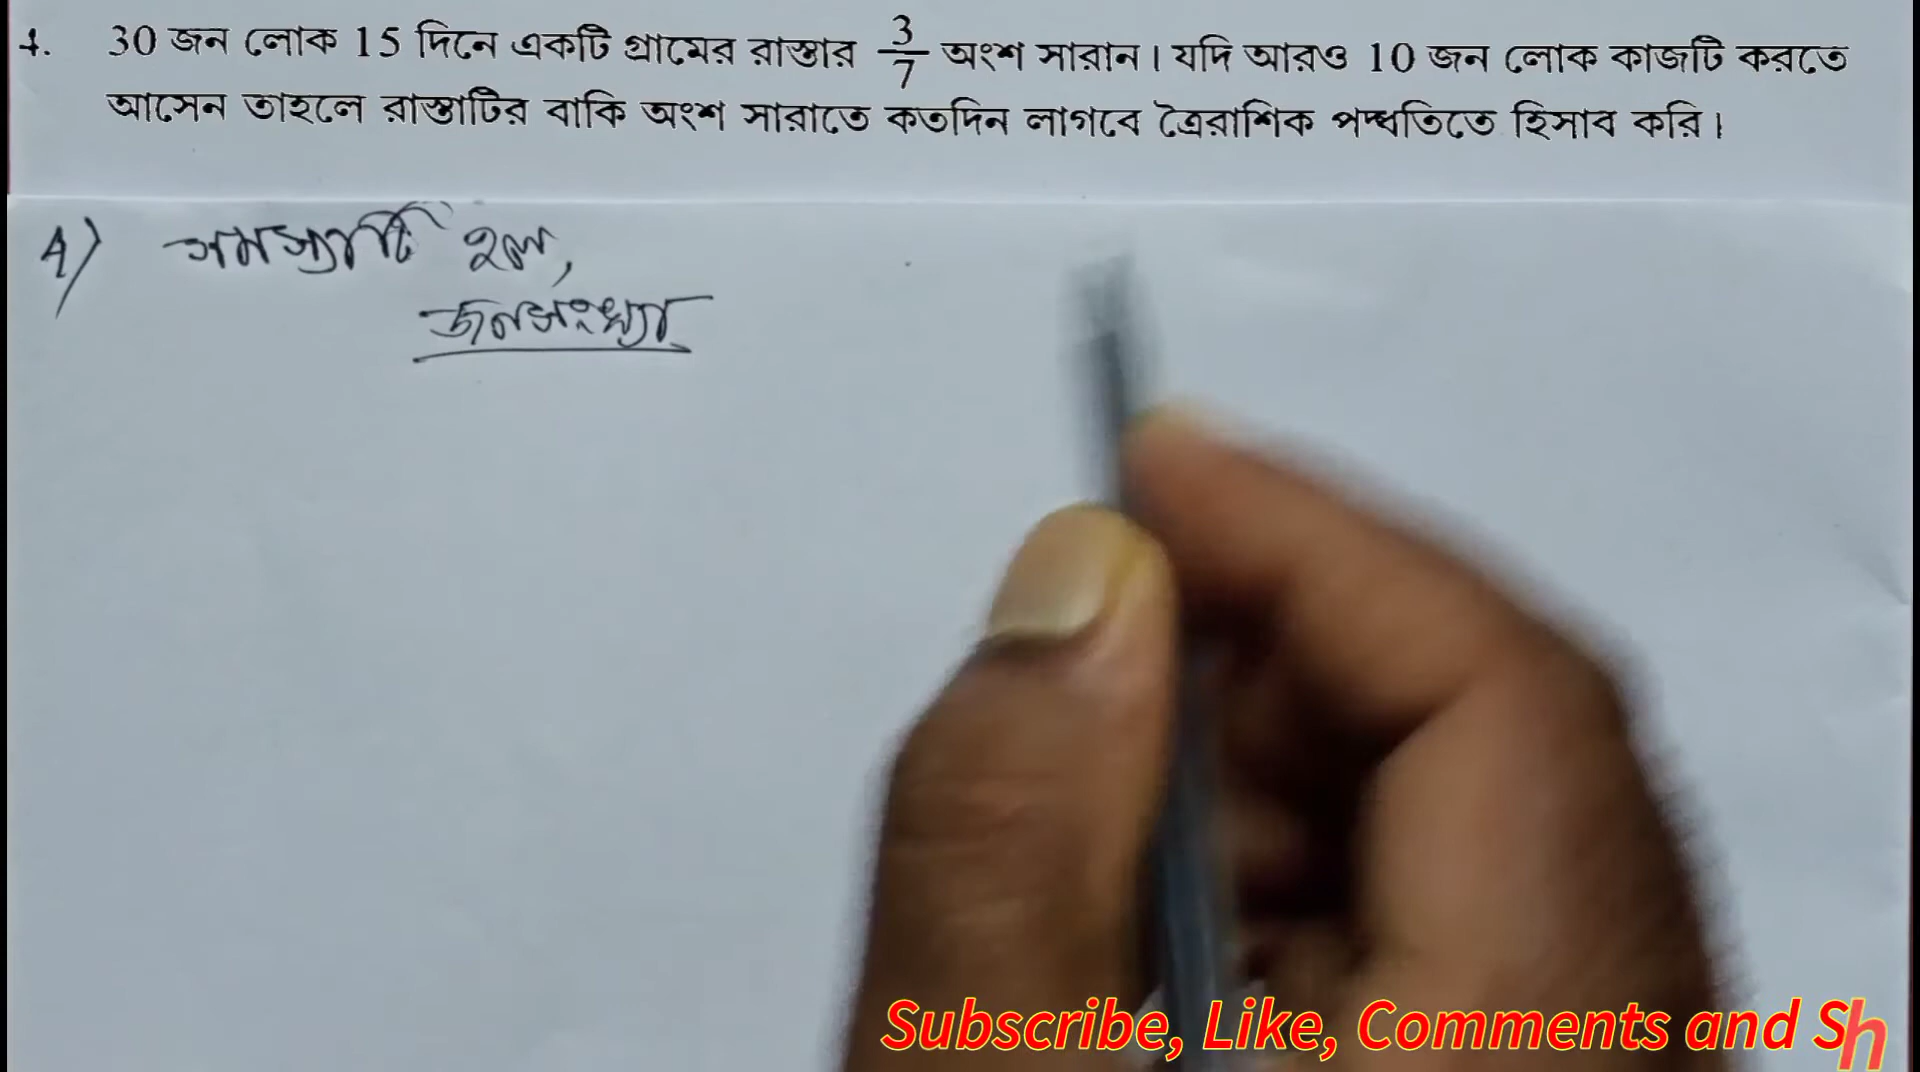 4. 30 জন লোক 15 দিনে একটি গ্রামের রাস্তার 3/7 অংশ সারান। যদি আরও 10 জন লোক কাজটি করতে
আসেন তাহলে রাস্তাটির বাকি অংশ সারাতে কতদিন লাগবে ত্রৈরাশিক পদ্ধতিতে হিসাব করি।
4) সমস্যাটি হল,
জনসংখ্যা
Subscribe, Like, Comments and Sh